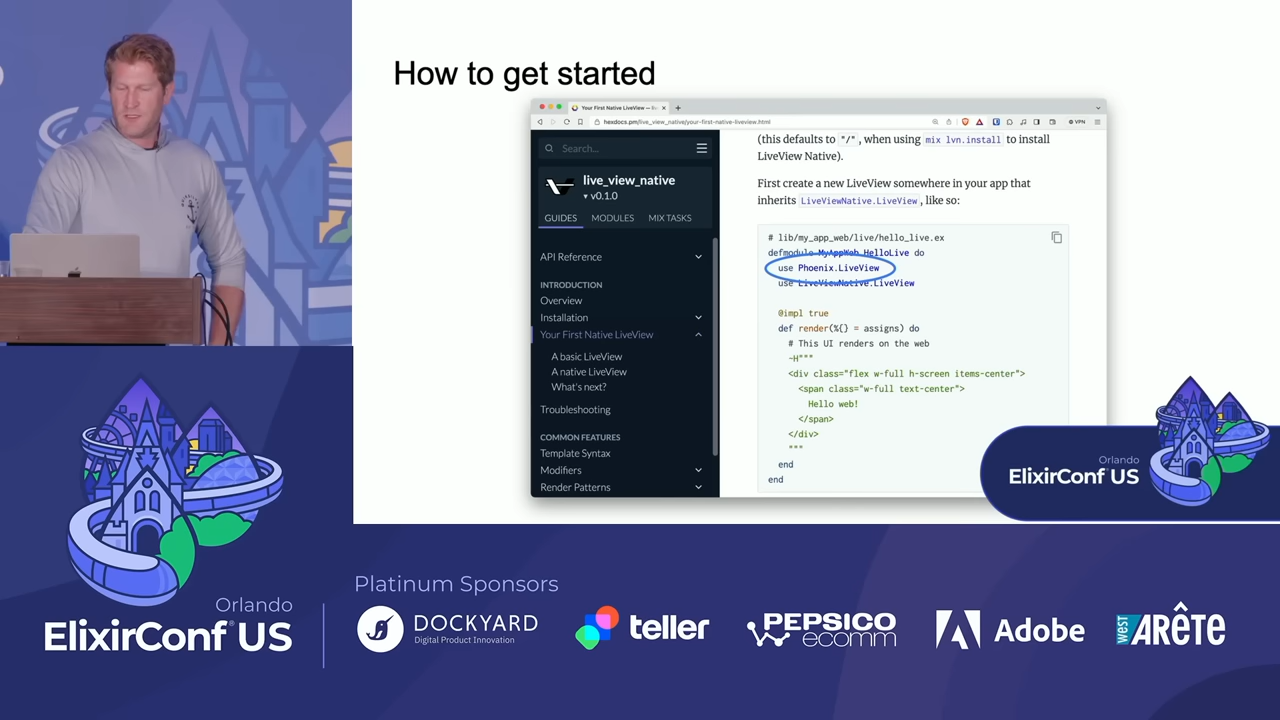 How to get started
Your First Native LiveView — Be
hexdocs.pm/live_view_native/your-first-native-liveview.html
VPN
Search...
live_view_native
v0.1.0
GUIDES
MODULES
MIX TASKS
API Reference
INTRODUCTION
Overview
Installation
Your First Native LiveView
A basic LiveView
A native LiveView
What's next?
Troubleshooting
COMMON FEATURES
Template Syntax
Modifiers
Render Patterns
(this defaults to "/", when using mix lvn.install to install
LiveView Native).
First create a new LiveView somewhere in your app that
inherits LiveViewNative.LiveView, like so:
# lib/my_app_web/live/hello_live.ex
defmodule MyAppWeb.HelloLive do
use Phoenix.LiveView
use LiveViewNative.LiveView
@impl true
def render(%{} = assigns) do
# This UI renders on the web
~H"""
<div class="flex w-full h-screen items-center">
<span class="w-full text-center">
Hello web!
</span>
</div>
"""
end
end
Orlando
ElixirConf US
Orlando
ElixirConf® US
Platinum Sponsors
DOCKYARD
Digital Product Innovation
teller
PEPSICO
ecomm
Adobe
west ARÊTE